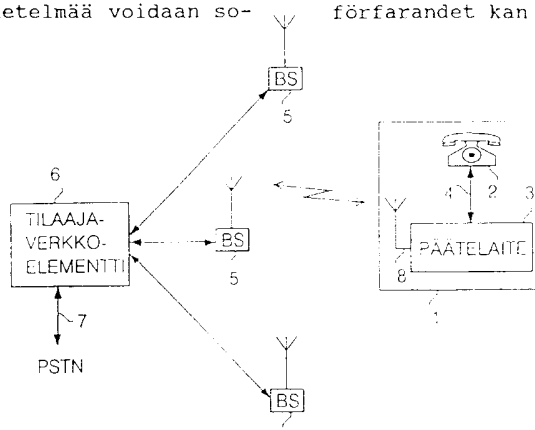 etelmää voidaan so- förfarandet kan
BS
5
6
TILAAJA-
VERKKO-
ELEMENTTI
BS
5
4
2
3
PÄÄTELAITE
8
1
7
PSTN
BS